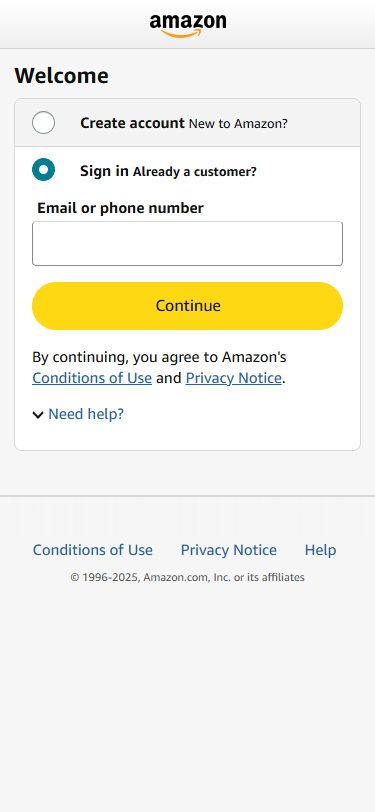 amazon
Welcome
Create account New to Amazon?
Sign in Already a customer?
Email or phone number
Continue
By continuing, you agree to Amazon's
Conditions of Use and Privacy Notice.
Need help?
Conditions of Use Privacy Notice Help
© 1996-2025, Amazon.com, Inc. or its affiliates